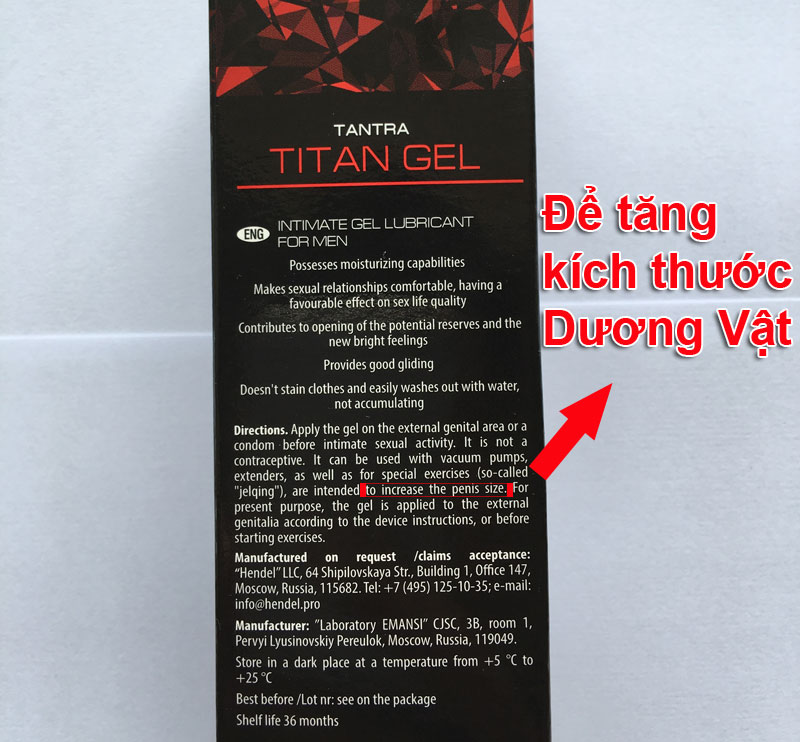 TANTRA
TITAN GEL
ENG
INTIMATE GEL LUBRICANT
FOR MEN
Possesses moisturizing capabilities
Makes sexual relationships comfortable, having a
favourable effect on sex life quality
Contributes to opening of the potential reserves and the
new bright feelings
Provides good gliding
Doesn't stain clothes and easily washes out with water,
not accumulating
Directions. Apply the gel on the external genital area or a
condom before intimate sexual activity. It is not a
contraceptive. It can be used with vacuum pumps,
extenders, as well as for special exercises (so-called
"jelqing"), are intended to increase the penis size. For
present purpose, the gel is applied to the external
genitalia according to the device instructions, or before
starting exercises.
Manufactured on request /claims acceptance:
"Hendel" LLC, 64 Shipilovskaya Str., Building 1, Office 147,
Moscow, Russia, 115682. Tel: +7 (495) 125-10-35; e-mail:
info@hendel.pro
Manufacturer: "Laboratory EMANSI" CJSC, 3B, room 1,
Pervyi Lyusinovskiy Pereulok, Moscow, Russia, 119049.
Store in a dark place at a temperature from +5 °C to
+25 °C
Best before /Lot nr: see on the package
Shelf life 36 months
Để tăng
kích thước
Dương Vật